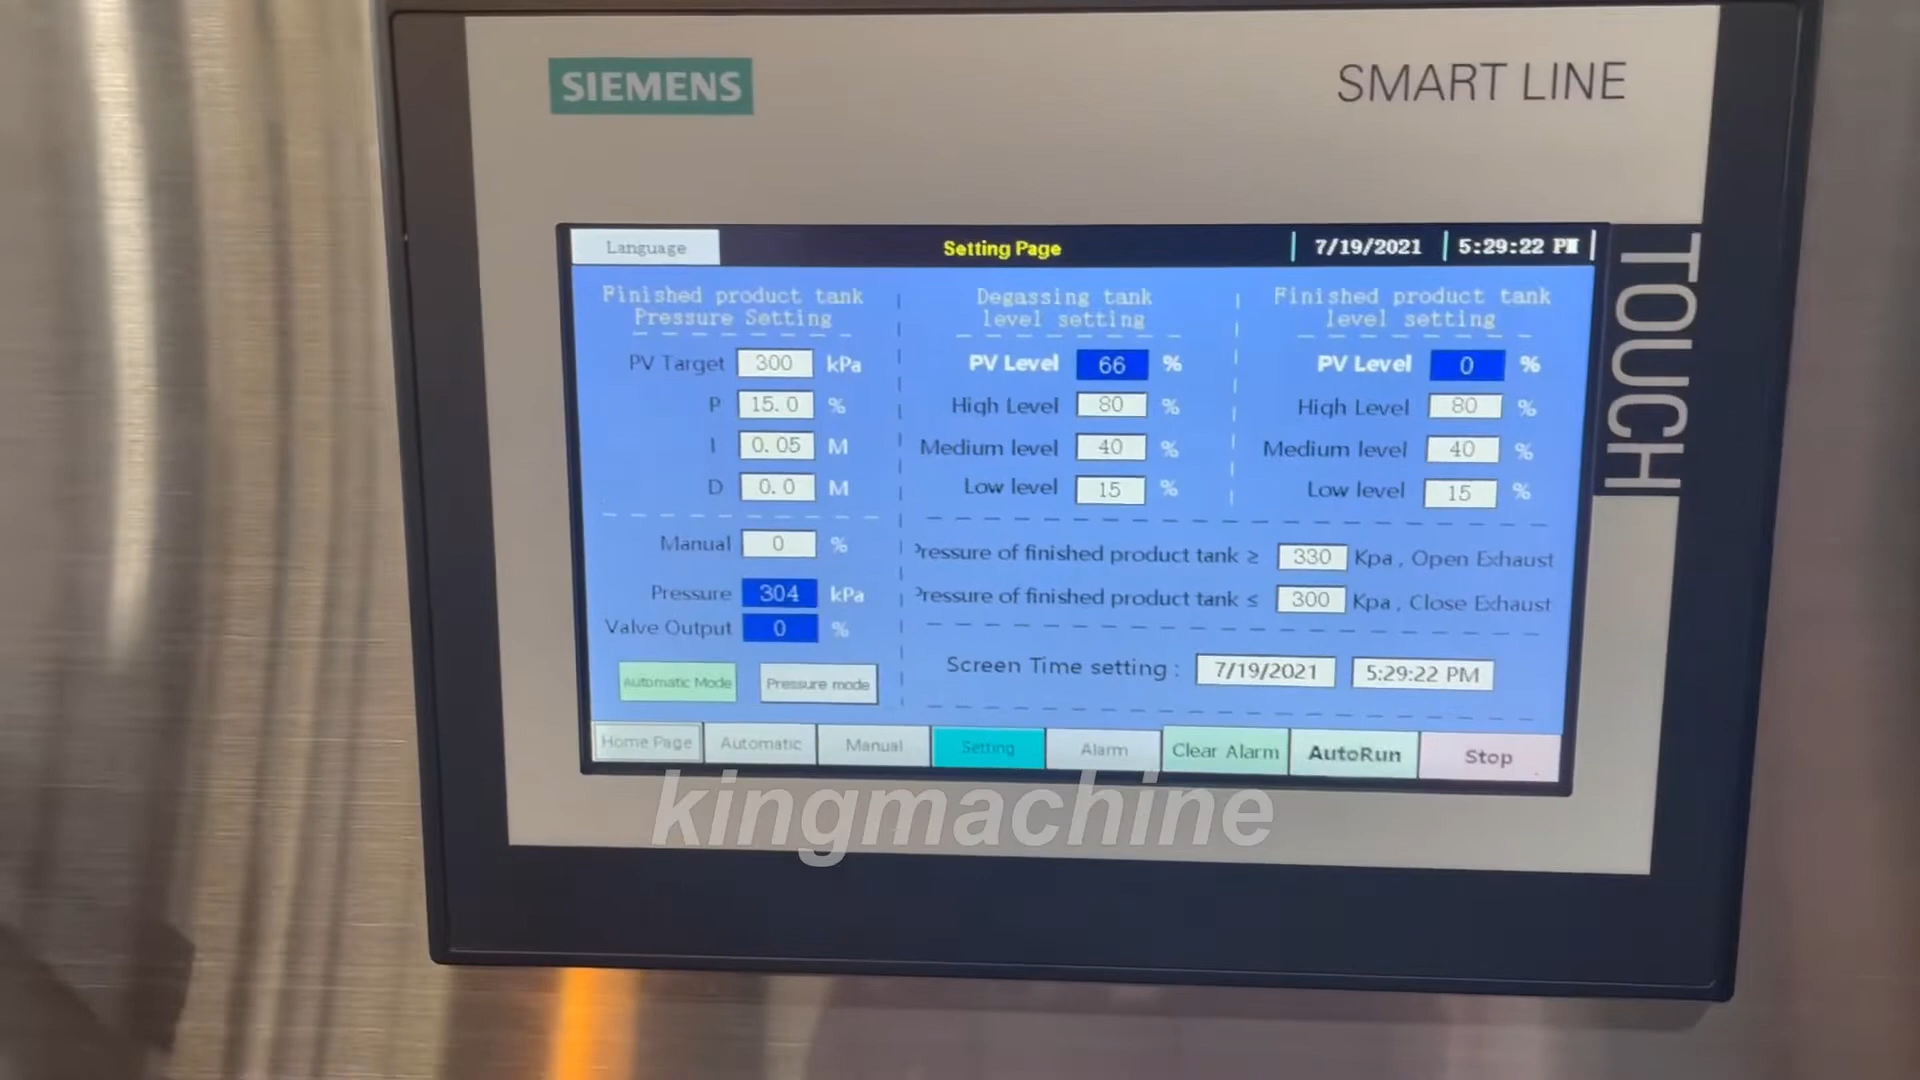 SIEMENS
SMART LINE
TOUCH
Language
Setting Page
7/19/2021
5:29:22 PM
Finished product tank
Pressure Setting
PV Target 300 kPa
P 15.0 %
I 0.05 M
D 0.0 M
Manual 0 %
Pressure 304 kPa
Valve Output 0 %
Automatic Mode
Pressure mode
Degassing tank
level setting
PV Level 66 %
High Level 80 %
Medium level 40 %
Low level 15 %
Finished product tank
level setting
PV Level 0 %
High Level 80 %
Medium level 40 %
Low level 15 %
Pressure of finished product tank ≥ 330 Kpa , Open Exhaust
Pressure of finished product tank ≤ 300 Kpa , Close Exhaust
Screen Time setting : 7/19/2021 5:29:22 PM
Home Page
Automatic
Manual
Setting
Alarm
Clear Alarm
AutoRun
Stop
kingmachine